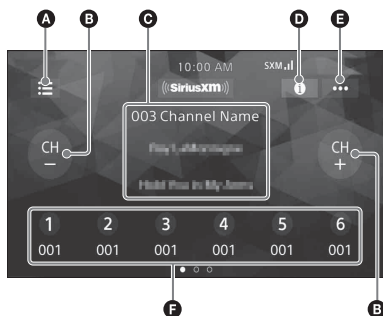 A B C D E
10:00 AM SXM
((SiriusXM))
003 Channel Name
CH
−
CH
+
1 2 3 4 5 6
001 001 001 001 001 001
F B